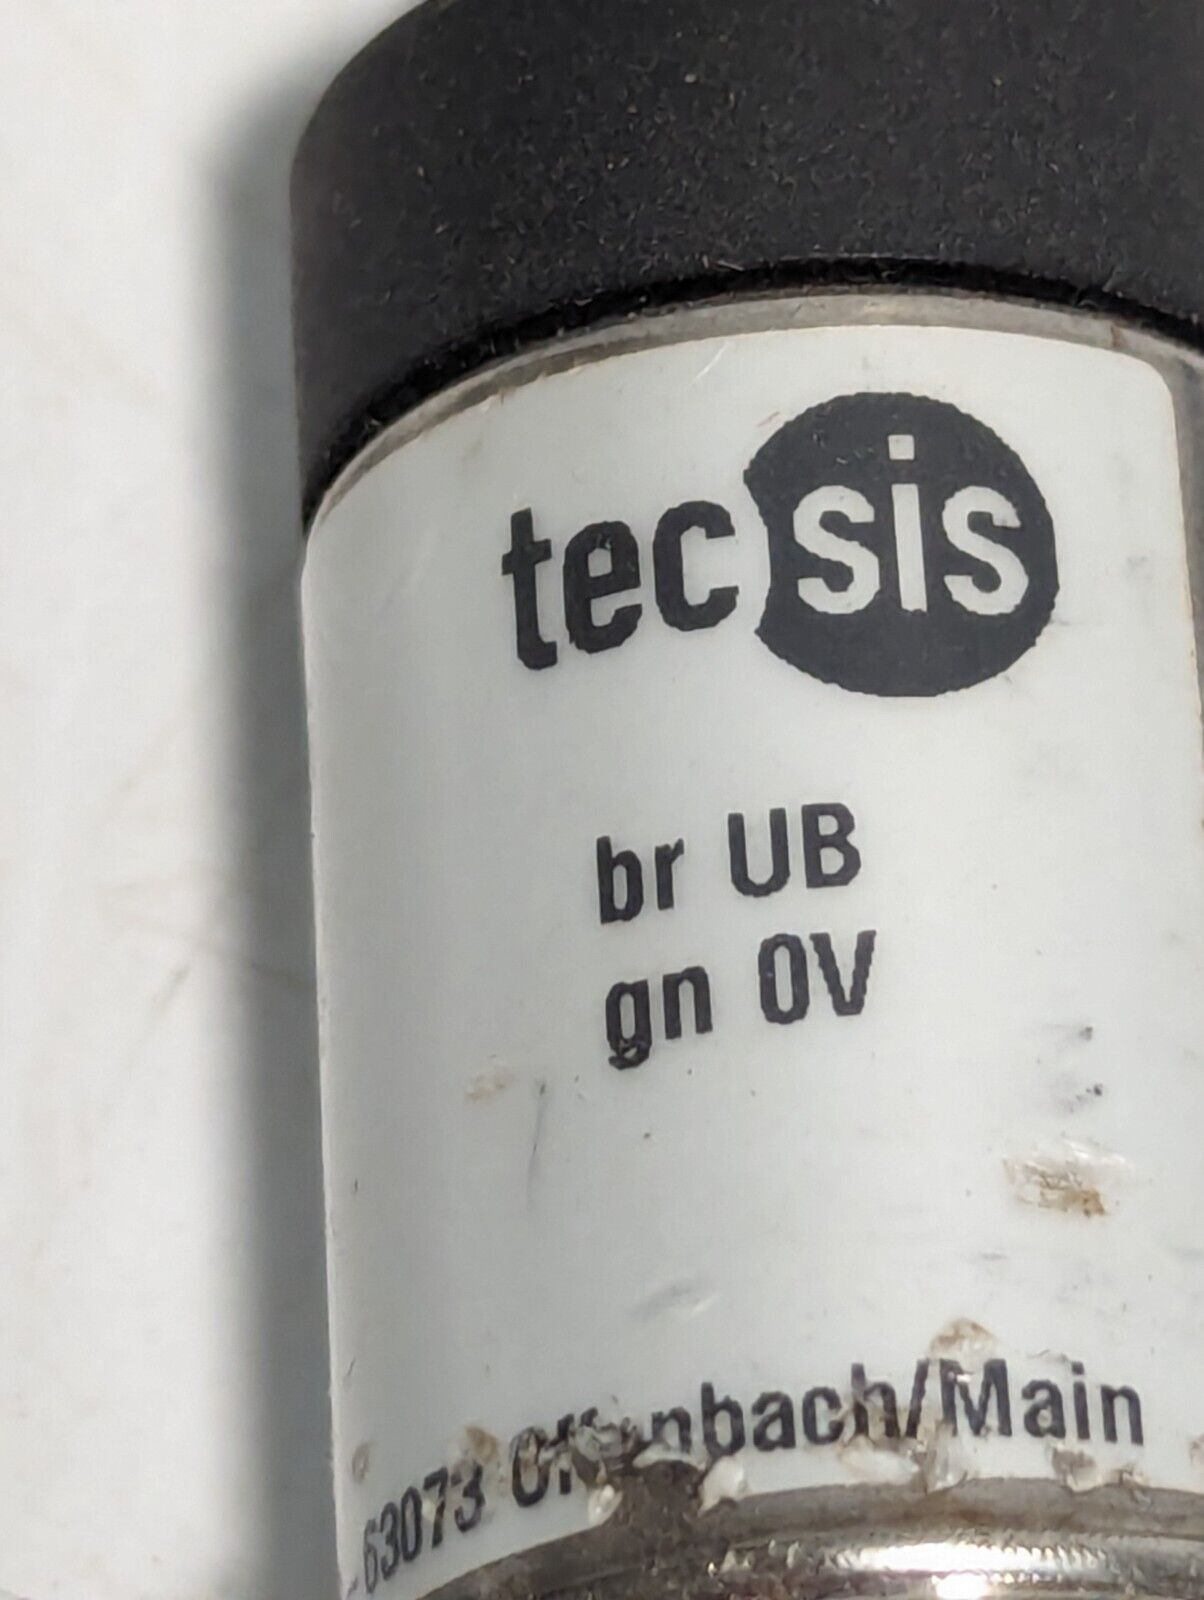 tecsis
br UB
gn 0V
63073 Offenbach/Main